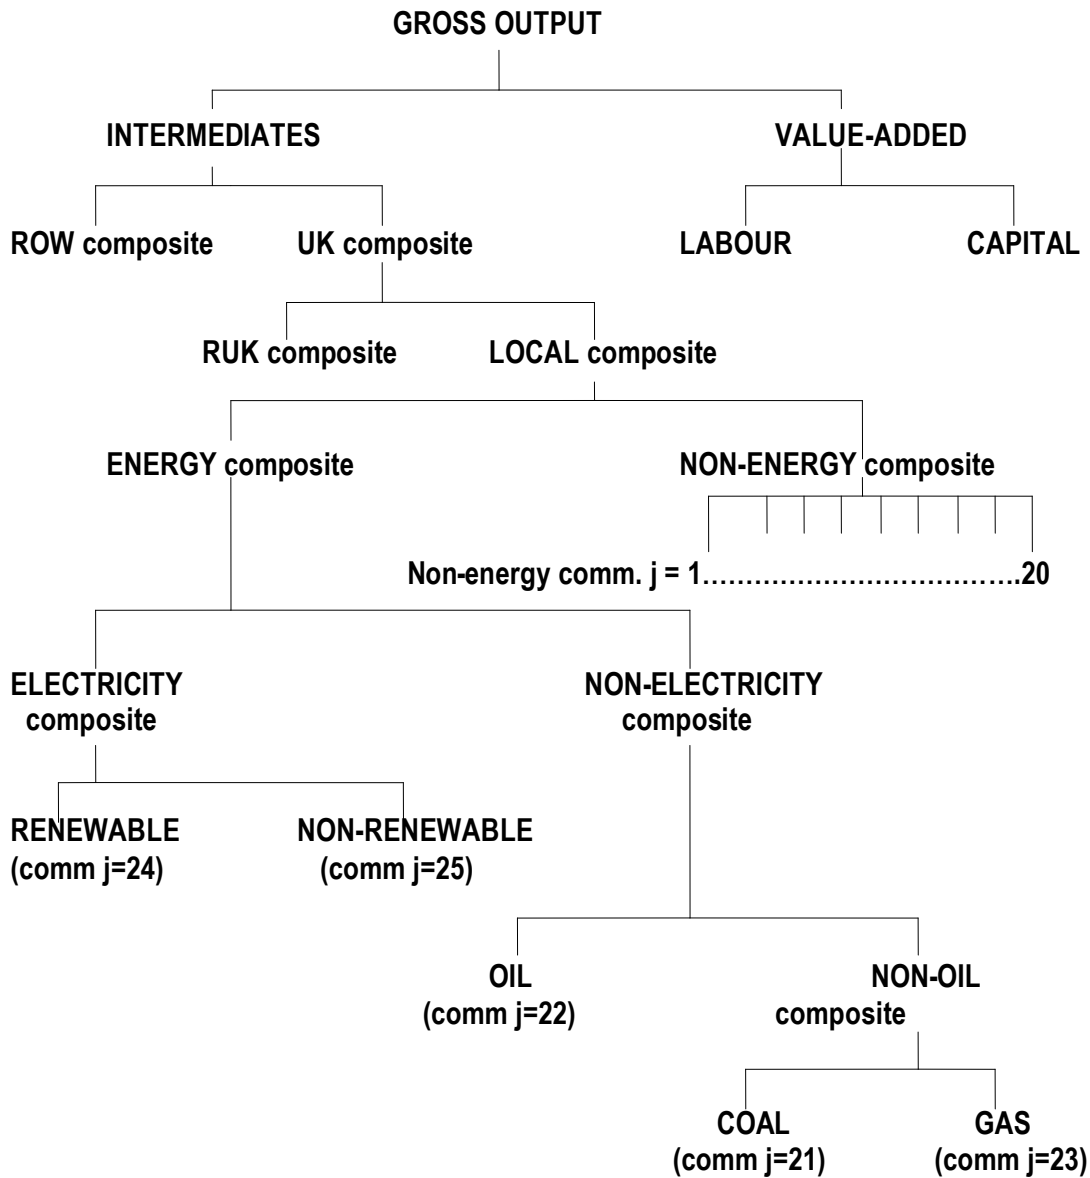 GROSS OUTPUT
INTERMEDIATES
VALUE-ADDED
ROW composite
UK composite
LABOUR
CAPITAL
RUK composite
LOCAL composite
ENERGY composite
NON-ENERGY composite
Non-energy comm. j = 1………………………………….20
ELECTRICITY
composite
NON-ELECTRICITY
composite
RENEWABLE
(comm j=24)
NON-RENEWABLE
(comm j=25)
OIL
(comm j=22)
NON-OIL
composite
COAL
(comm j=21)
GAS
(comm j=23)